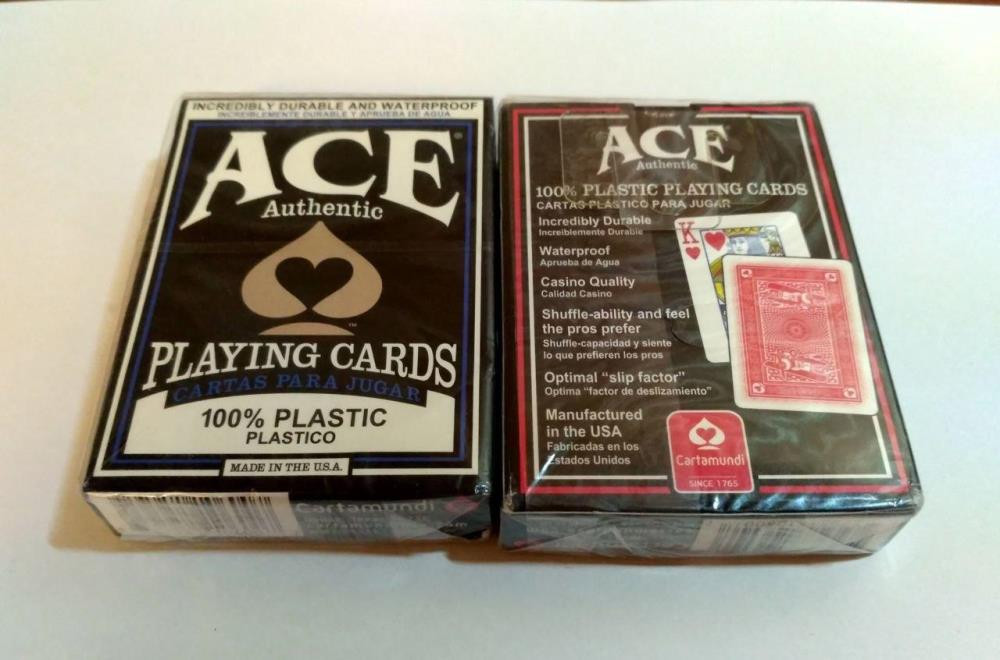 INCREDIBLY DURABLE AND WATERPROOF
INCREIBLEMENTE DURABLE Y APRUEBA DE AGUA
ACE
Authentic
PLAYING CARDS
CARTAS PARA JUGAR
100% PLASTIC
PLASTICO
MADE IN THE U.S.A.
Cartamundi
ACE
Authentic
100% PLASTIC PLAYING CARDS
CARTAS PLASTICO PARA JUGAR
Incredibly Durable
Increiblemente Durable
Waterproof
Aprueba de Agua
Casino Quality
Calidad Casino
Shuffle-ability and feel
the pros prefer
Shuffle-capacidad y siente
lo que prefieren los pros
Optimal “slip factor”
Optima “factor de deslizamiento”
Manufactured
in the USA
Fabricadas en los
Estados Unidos
K
Cartamundi
SINCE 1765